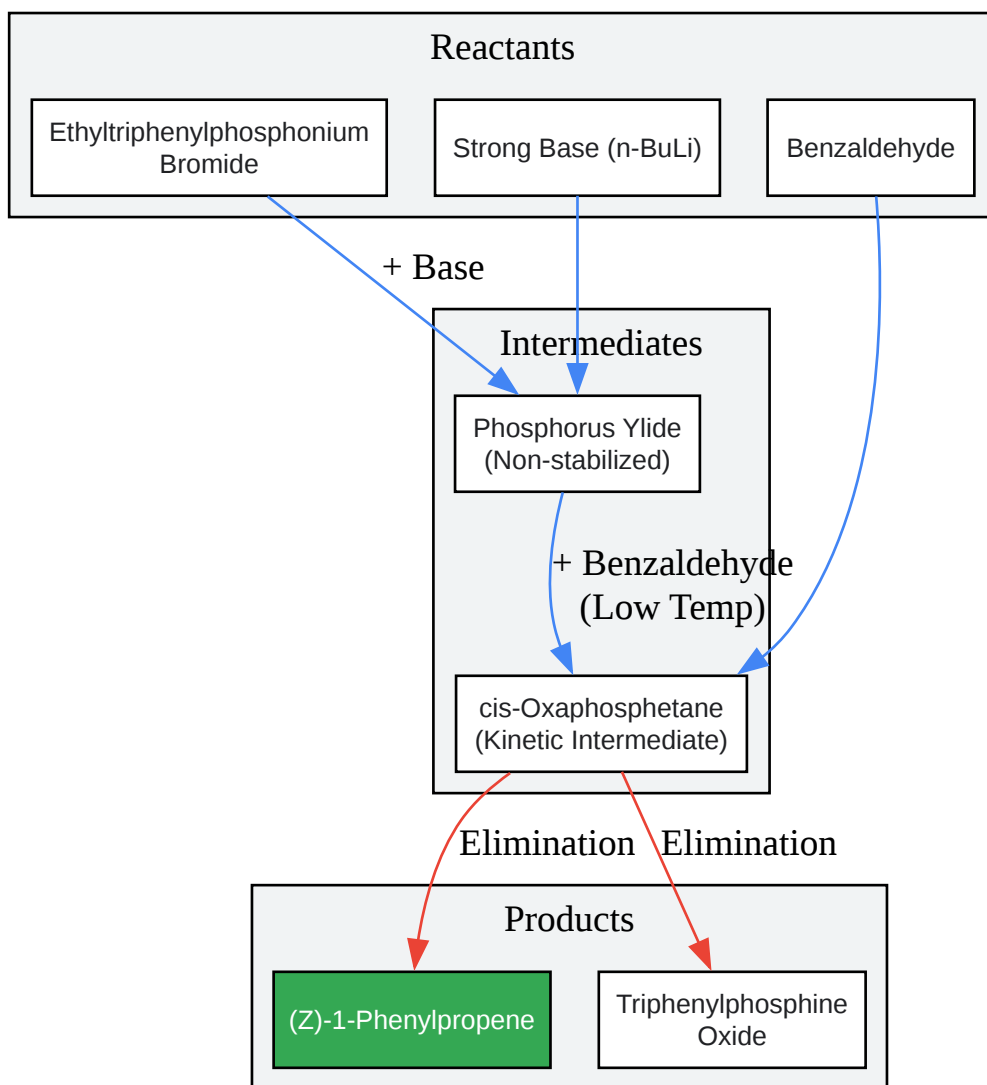 Reactants
Ethyltriphenylphosphonium
Bromide
Strong Base (n-BuLi)
Benzaldehyde
+ Base
Intermediates
Phosphorus Ylide
(Non-stabilized)
+ Benzaldehyde
(Low Temp)
cis-Oxaphosphetane
(Kinetic Intermediate)
Elimination
Elimination
Products
(Z)-1-Phenylpropene
Triphenylphosphine
Oxide